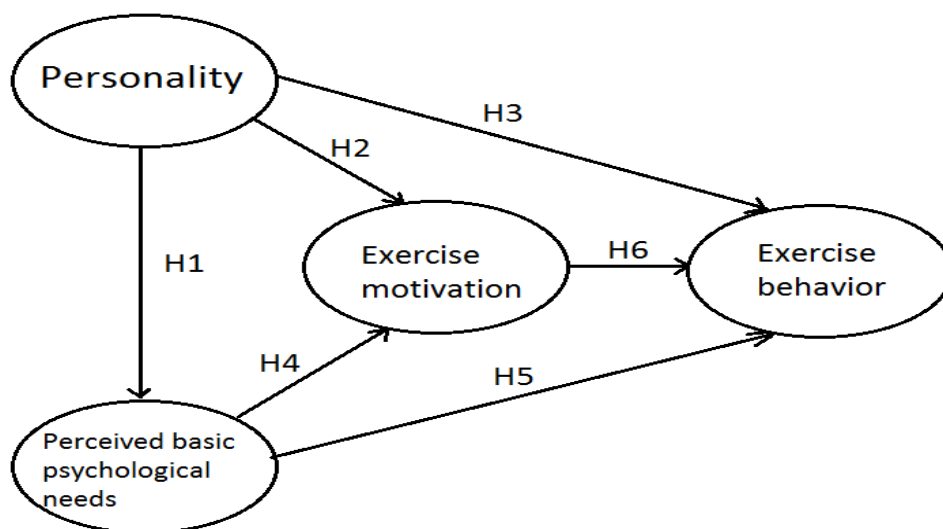 Personality
H3
H2
H1
Exercise
motivation
H6
Exercise
behavior
H4
H5
Perceived basic
psychological
needs